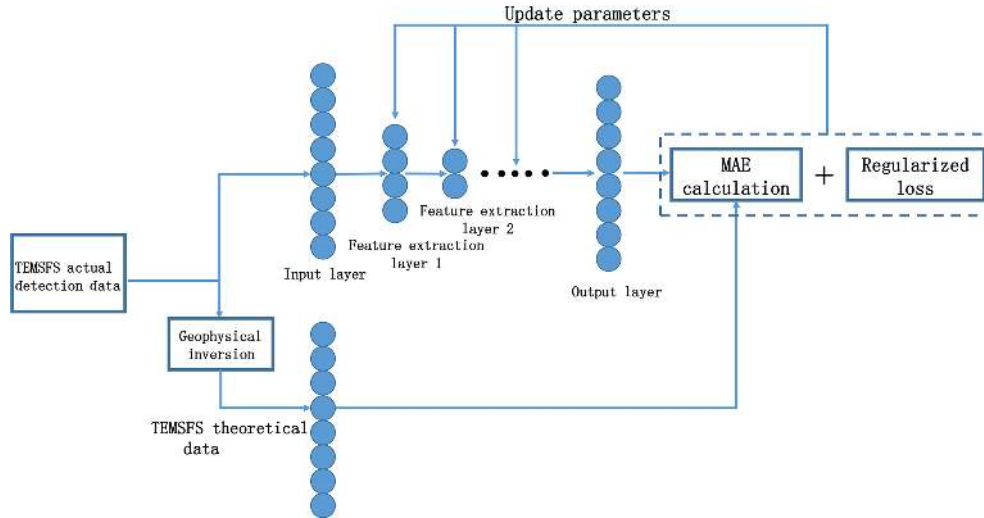 Update parameters
MAE
calculation
+
Regularized
loss
Feature extraction
layer 2
Feature extraction
layer 1
Input layer
Output layer
TEMSFS actual
detection data
Geophysical
inversion
TEMSFS theoretical
data